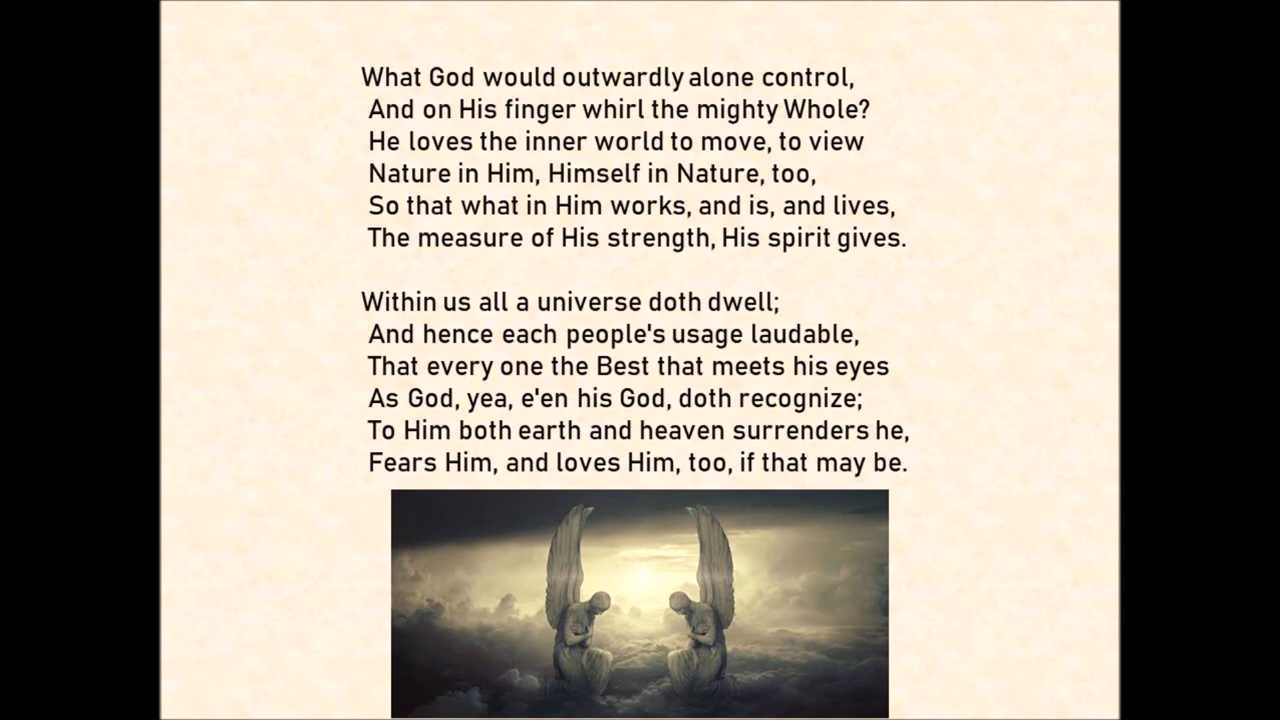 What God would outwardly alone control,
And on His finger whirl the mighty Whole?
He loves the inner world to move, to view
Nature in Him, Himself in Nature, too,
So that what in Him works, and is, and lives,
The measure of His strength, His spirit gives.

Within us all a universe doth dwell;
And hence each people's usage laudable,
That every one the Best that meets his eyes
As God, yea, e'en his God, doth recognize;
To Him both earth and heaven surrenders he,
Fears Him, and loves Him, too, if that may be.